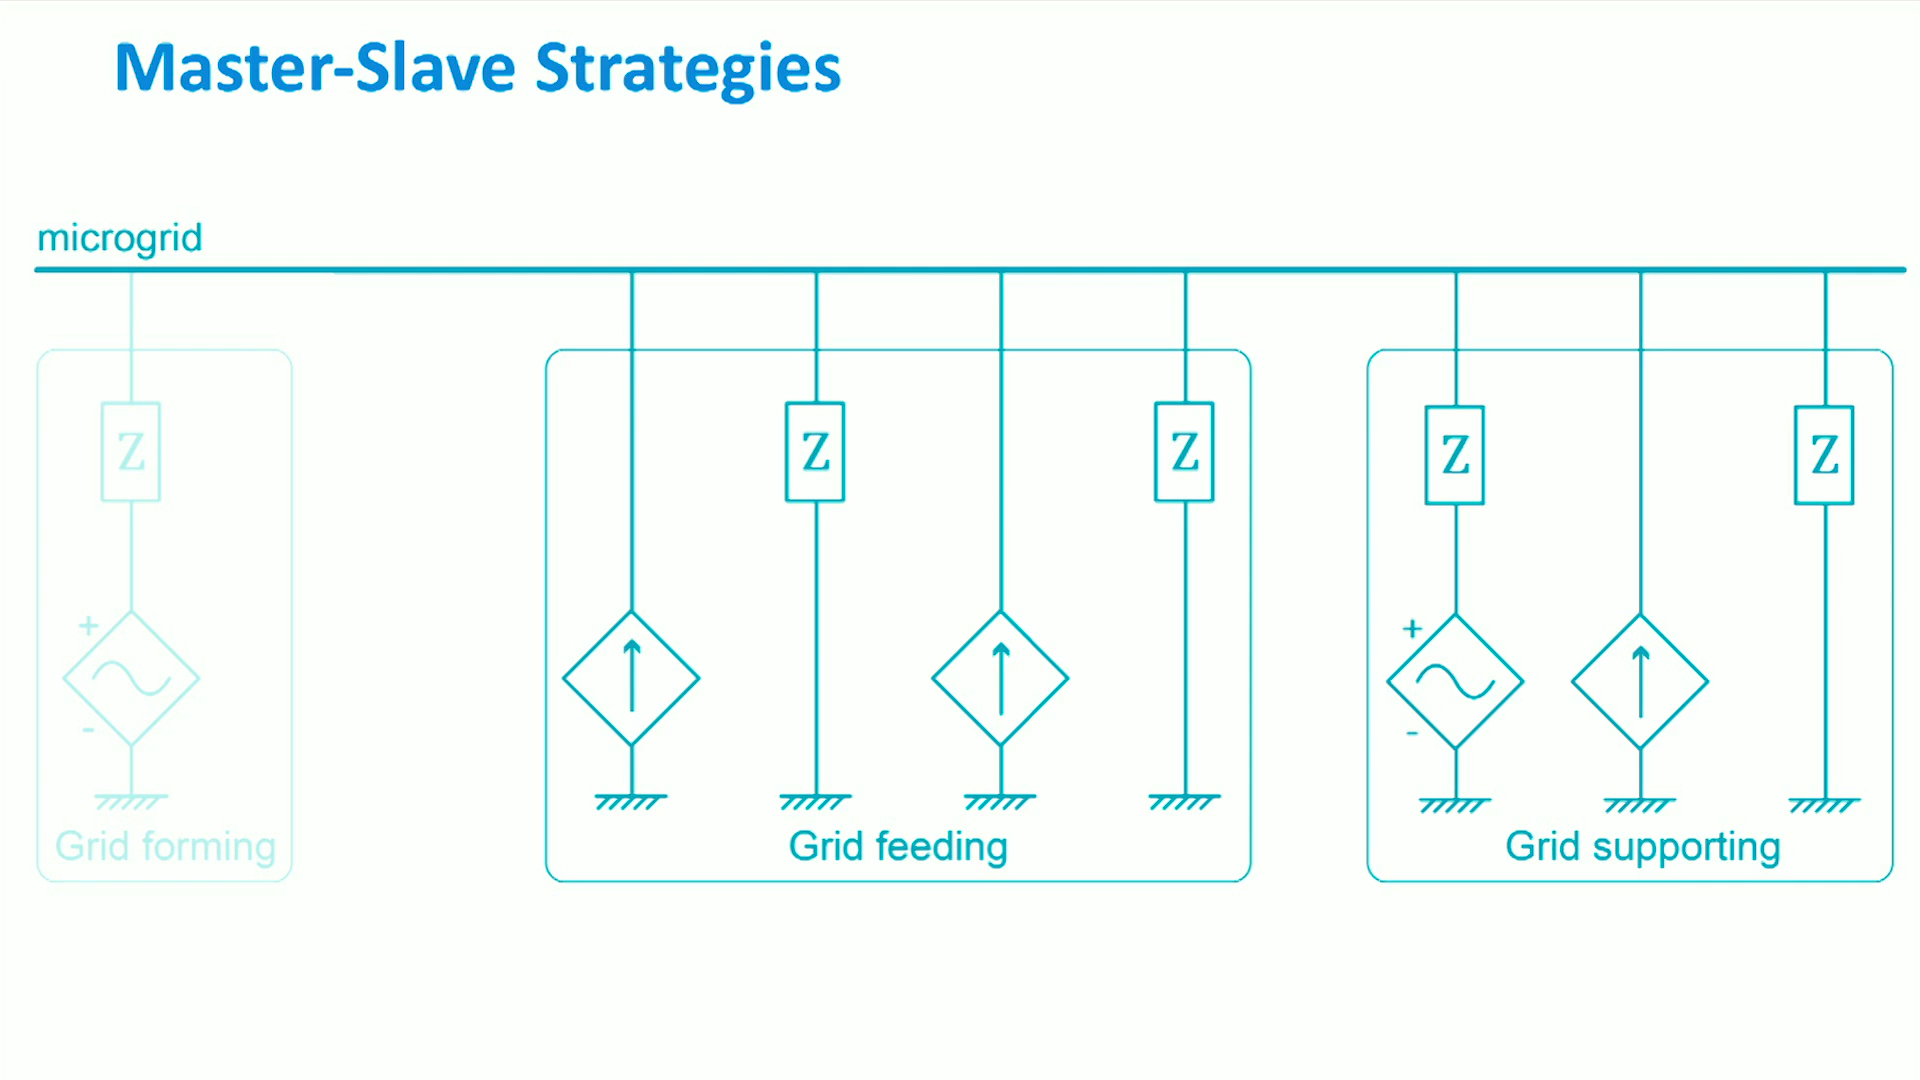 Master-Slave Strategies
microgrid
Z
Z
Z
Z
Z
+
+
-
-
Grid forming
Grid feeding
Grid supporting